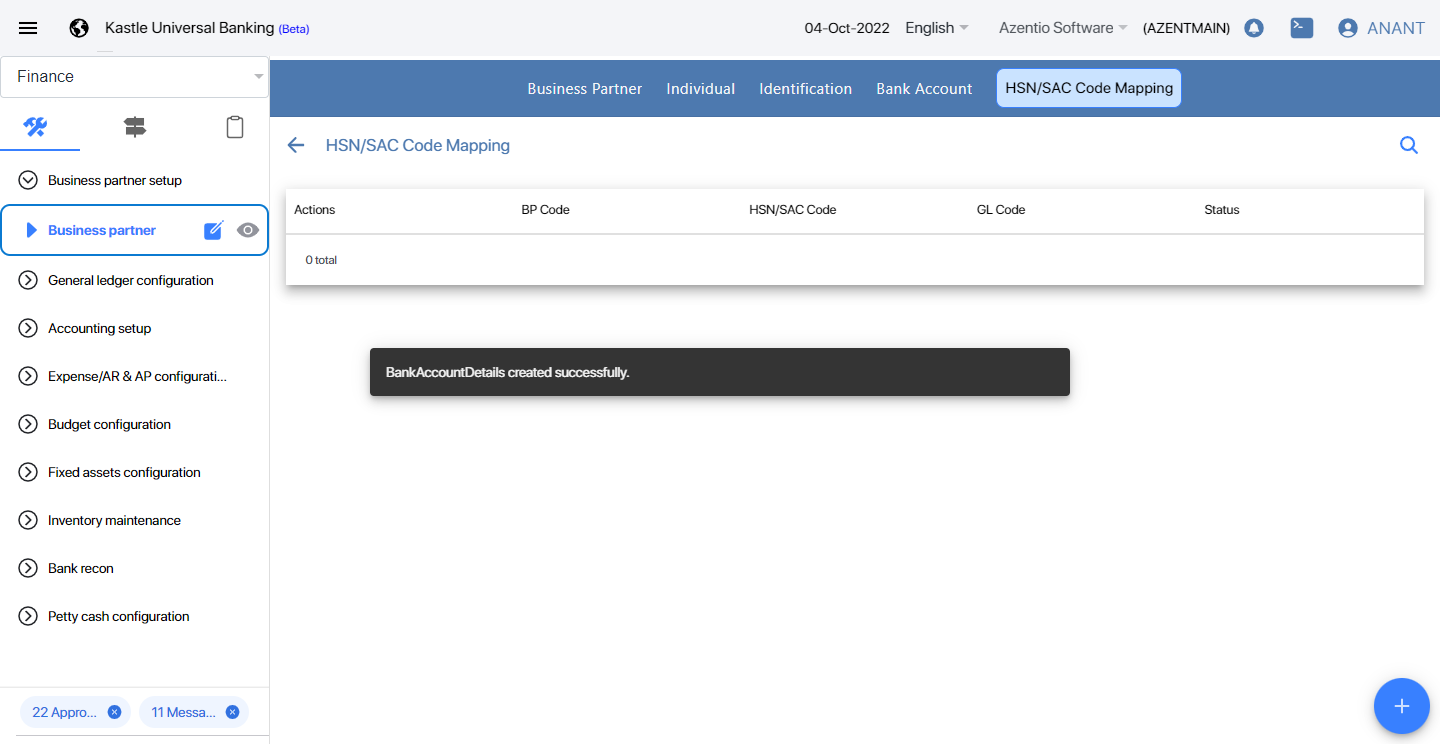 Kastle Universal Banking (Beta)
04-Oct-2022 English Azentio Software (AZENTMAIN) ANANT
Finance
Business Partner Individual Identification Bank Account HSN/SAC Code Mapping
HSN/SAC Code Mapping
Business partner setup
Business partner
General ledger configuration
Accounting setup
Expense/AR & AP configurati...
Budget configuration
Fixed assets configuration
Inventory maintenance
Bank recon
Petty cash configuration
22 Appro... 11 Messa...
Actions BP Code HSN/SAC Code GL Code Status
0 total
BankAccountDetails created successfully.